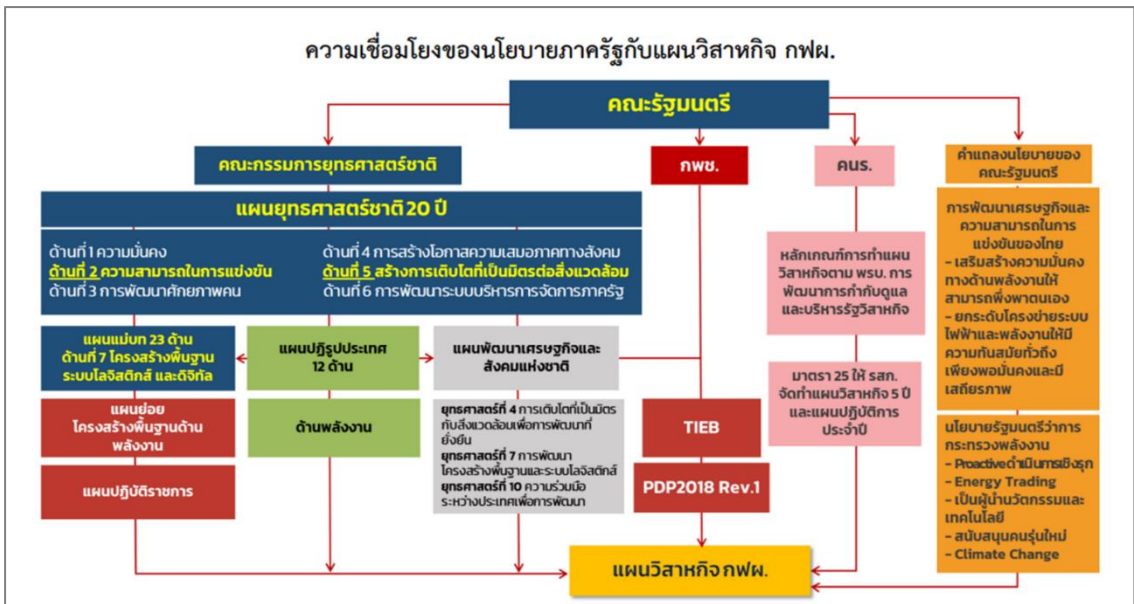 ความเชื่อมโยงของนโยบายภาครัฐกับแผนวิสาหกิจ กฟผ.
คณะรัฐมนตรี
คณะกรรมการยุทธศาสตร์ชาติ
แผนยุทธศาสตร์ชาติ 20 ปี
ด้านที่ 1 ความมั่นคง
ด้านที่ 2 ความสามารถในการแข่งขัน
ด้านที่ 3 การพัฒนาศักยภาพคน
ด้านที่ 4 การสร้างโอกาสความเสมอภาคทางสังคม
ด้านที่ 5 สร้างการเติบโตที่เป็นมิตรต่อสิ่งแวดล้อม
ด้านที่ 6 การพัฒนาระบบบริหารการจัดการภาครัฐ
แผนแม่บท 23 ด้าน
ด้านที่ 7 โครงสร้างพื้นฐาน
ระบบโลจิสติกส์ และดิจิทัล
แผนย่อย
โครงสร้างพื้นฐานด้าน
พลังงาน
แผนปฏิบัติราชการ
แผนปฏิรูปประเทศ
12 ด้าน
ด้านพลังงาน
แผนพัฒนาเศรษฐกิจและ
สังคมแห่งชาติ
ยุทธศาสตร์ที่ 4 การเติบโตที่เป็นมิตร
กับสิ่งแวดล้อมเพื่อการพัฒนาที่
ยั่งยืน
ยุทธศาสตร์ที่ 7 การพัฒนา
โครงสร้างพื้นฐานและระบบโลจิสติกส์
ยุทธศาสตร์ที่ 10 ความร่วมมือ
ระหว่างประเทศเพื่อการพัฒนา
กพช.
TIEB
PDP2018 Rev.1
คนร.
หลักเกณฑ์การทำแผน
วิสาหกิจตาม พรบ. การ
พัฒนาการกำกับดูแล
และบริหารรัฐวิสาหกิจ
มาตรา 25 ให้ รสก.
จัดทำแผนวิสาหกิจ 5 ปี
และแผนปฏิบัติการ
ประจำปี
คำแถลงนโยบายของ
คณะรัฐมนตรี
การพัฒนาเศรษฐกิจและ
ความสามารถในการ
แข่งขันของไทย
- เสริมสร้างความมั่นคง
ทางด้านพลังงานให้
สามารถพึ่งพาตนเอง
- ยกระดับโครงข่ายระบบ
ไฟฟ้าและพลังงานให้มี
ความทันสมัยทั่วถึง
เพียงพอมั่นคงและมี
เสถียรภาพ
นโยบายรัฐมนตรีว่าการ
กระทรวงพลังงาน
- Proactiveดำเนินการเชิงรุก
- Energy Trading
- เป็นผู้นำนวัตกรรมและ
เทคโนโลยี
- สนับสนุนคนรุ่นใหม่
- Climate Change
แผนวิสาหกิจ กฟผ.